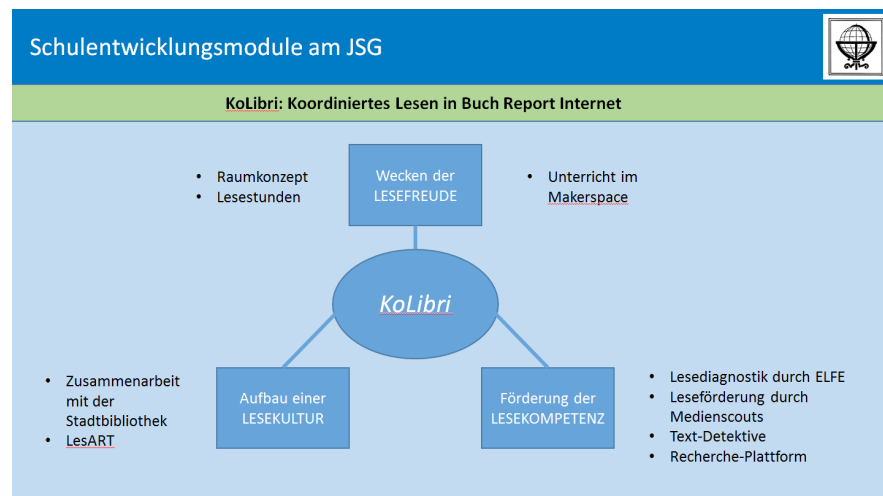 Schulentwicklungsmodule am JSG
KoLibri: Koordiniertes Lesen in Buch Report Internet
• Raumkonzept
• Lesestunden
Wecken der
LESEFREUDE
• Unterricht im
Makerspace
KoLibri
• Zusammenarbeit
mit der
Stadtbibliothek
• LesART
Aufbau einer
LESEKULTUR
Förderung der
LESEKOMPETENZ
• Lesediagnostik durch ELFE
• Leseförderung durch
Medienscouts
• Text-Detektive
• Recherche-Plattform